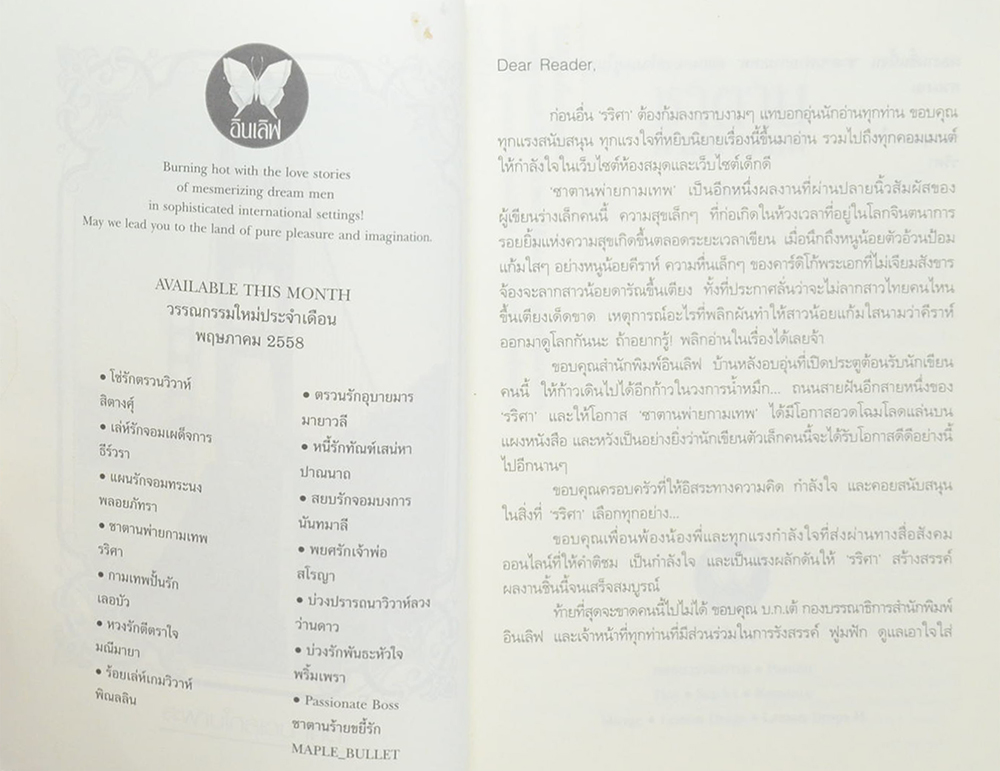 อินเลิฟ
Burning hot with the love stories
of mesmerizing dream men
in sophisticated international settings!
May we lead you to the land of pure pleasure and imagination.
AVAILABLE THIS MONTH
วรรณกรรมใหม่ประจำเดือน
พฤษภาคม 2558
• โซ่รักตรวนวิวาห์
สิตางศุ์
• เล่ห์รักจอมเผด็จการ
ธีร์วรา
• แผนรักจอมทระนง
พลอยภัทรา
• ซาตานพ่ายกามเทพ
รริศา
• กามเทพปั้นรัก
เลอบัว
• หวงรักตีตราใจ
มณีมายา
• ร้อยเล่ห์เกมวิวาห์
พิณลลิน
• ตรวนรักอุบายมาร
มายาวลี
• หนี้รักทัณฑ์เสน่หา
ปาณนาถ
• สยบรักจอมบงการ
นันทมาลี
• พยศรักเจ้าพ่อ
สโรญา
• บ่วงปรารถนาวิวาห์ลวง
ว่านดาว
• บ่วงรักพันธะหัวใจ
พริ้มเพรา
• Passionate Boss
ซาตานร้ายขยี้รัก
MAPLE_BULLET
Dear Reader,
ก่อนอื่น 'รริศา' ต้องก้มลงกราบงามๆ แทบอกอุ่นนักอ่านทุกท่าน ขอบคุณ
ทุกแรงสนับสนุน ทุกแรงใจที่หยิบนิยายเรื่องนี้ขึ้นมาอ่าน รวมไปถึงทุกคอมเมนต์
ให้กำลังใจในเว็บไซต์ห้องสมุดและเว็บไซต์เด็กดี
'ซาตานพ่ายกามเทพ' เป็นอีกหนึ่งผลงานที่ผ่านปลายนิ้วสัมผัสของ
ผู้เขียนร่างเล็กคนนี้ ความสุขเล็กๆ ที่ก่อเกิดในห้วงเวลาที่อยู่ในโลกจินตนาการ
รอยยิ้มแห่งความสุขเกิดขึ้นตลอดระยะเวลาเขียน เมื่อนึกถึงหนูน้อยตัวอ้วนป้อม
แก้มใสๆ อย่างหนูน้อยคีราห์ ความหื่นเล็กๆ ของคาร์ดิโก้พระเอกที่ไม่เจียมสังขาร
จ้องจะลากสาวน้อยดารัณขึ้นเตียง ทั้งที่ประกาศลั่นว่าจะไม่ลากสาวไทยคนไหน
ขึ้นเตียงเด็ดขาด เหตุการณ์อะไรที่พลิกผันทำให้สาวน้อยแก้มใสนามว่าคีราห์
ออกมาดูโลกกันนะ ถ้าอยากรู้! พลิกอ่านในเรื่องได้เลยจ้า
ขอบคุณสำนักพิมพ์อินเลิฟ บ้านหลังอบอุ่นที่เปิดประตูต้อนรับนักเขียน
คนนี้ ให้ก้าวเดินไปได้อีกก้าวในวงการน้ำหมึก... ถนนสายฝันอีกสายหนึ่งของ
'รริศา' และให้โอกาส 'ซาตานพ่ายกามเทพ' ได้มีโอกาสอวดโฉมโลดแล่นบน
แผงหนังสือ และหวังเป็นอย่างยิ่งว่านักเขียนตัวเล็กคนนี้จะได้รับโอกาสดีดีอย่างนี้
ไปอีกนานๆ
ขอบคุณครอบครัวที่ให้อิสระทางความคิด กำลังใจ และคอยสนับสนุน
ในสิ่งที่ 'รริศา' เลือกทุกอย่าง...
ขอบคุณเพื่อนพ้องน้องพี่และทุกแรงกำลังใจที่ส่งผ่านทางสื่อสังคม
ออนไลน์ที่ให้คำติชม เป็นกำลังใจ และเป็นแรงผลักดันให้ 'รริศา' สร้างสรรค์
ผลงานชิ้นนี้จนเสร็จสมบูรณ์
ท้ายที่สุดจะขาดคนนี้ไปไม่ได้ ขอบคุณ บ.ก.เต้ กองบรรณาธิการสำนักพิมพ์
อินเลิฟ และเจ้าหน้าที่ทุกท่านที่มีส่วนร่วมในการรังสรรค์ ฟูมฟัก ดูแลเอาใจใส่